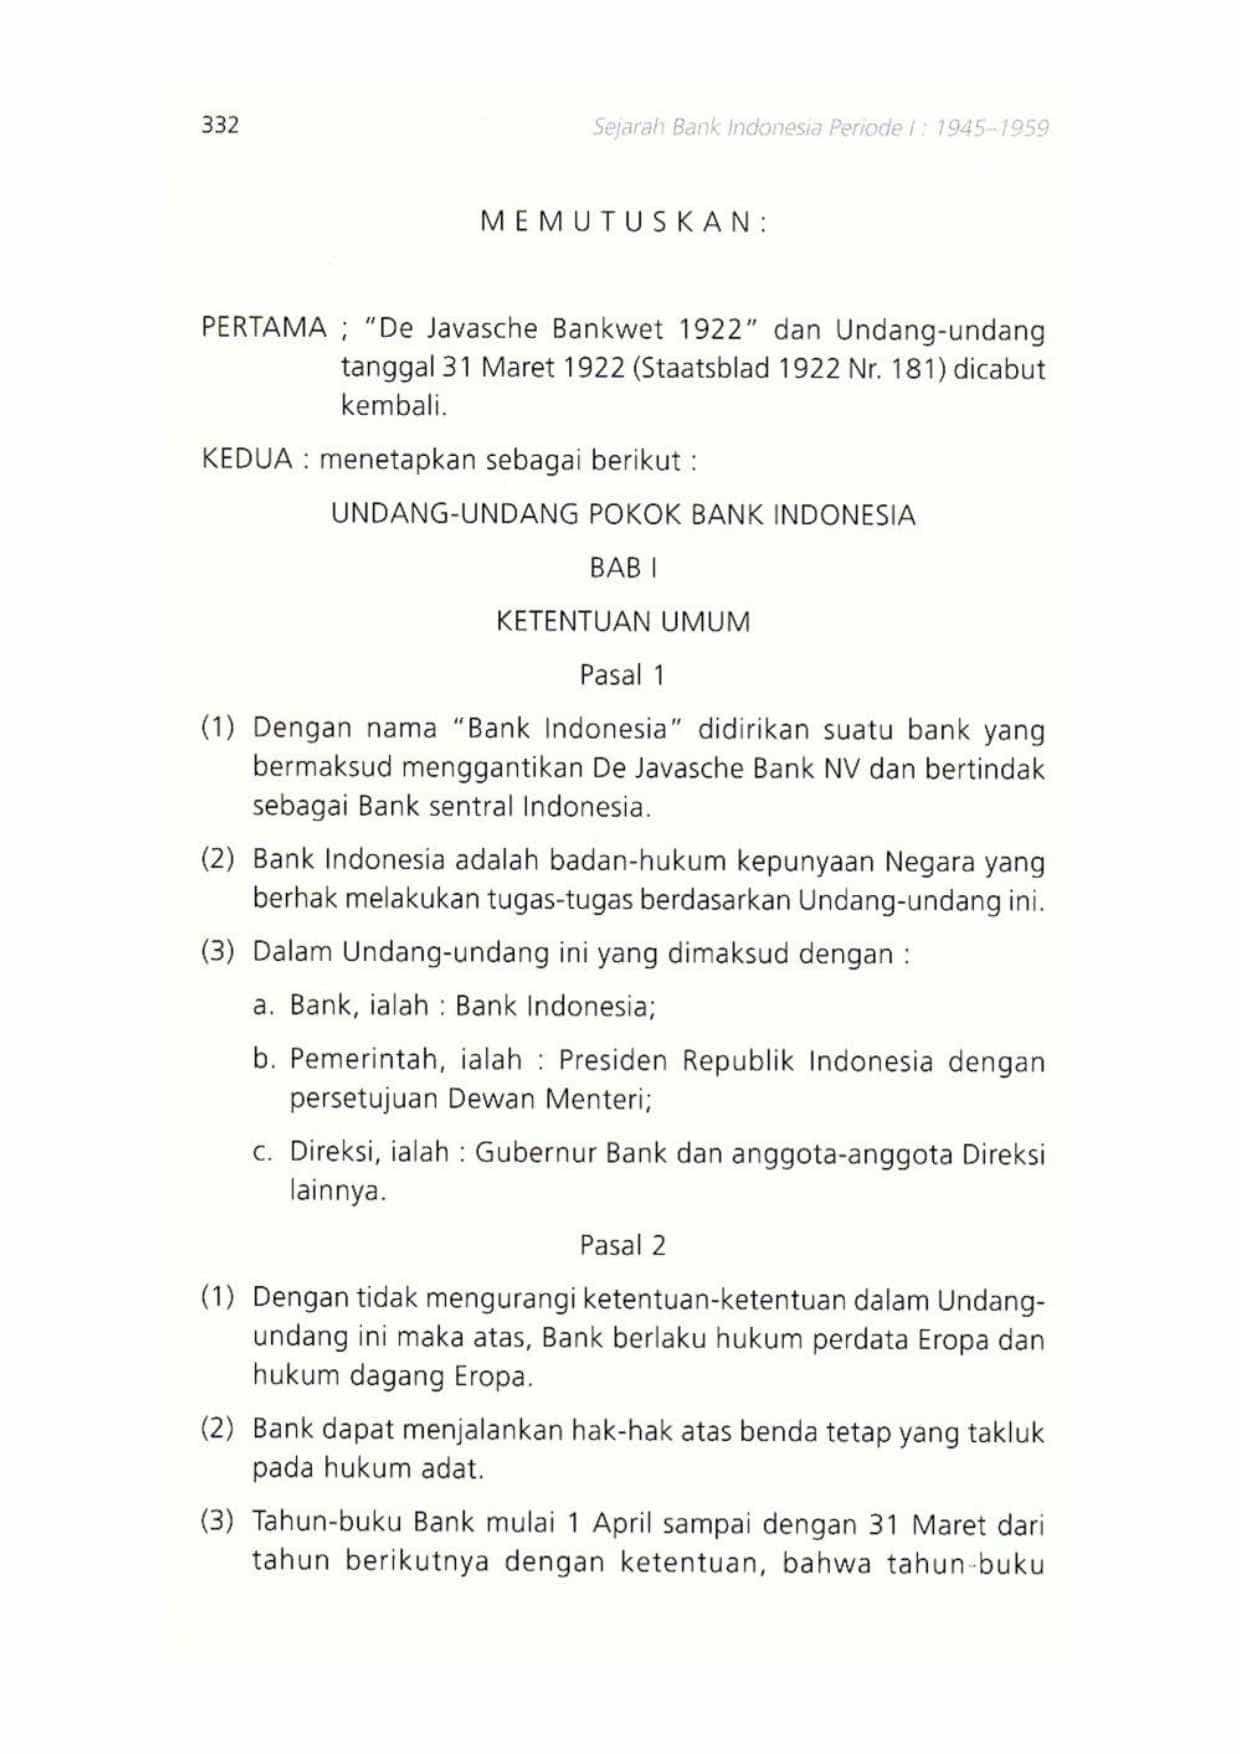 332
Sejarah Bank Indonesia Periode I : 1945–1959
M E M U T U S K A N :
PERTAMA ; "De Javasche Bankwet 1922" dan Undang-undang
tanggal 31 Maret 1922 (Staatsblad 1922 Nr. 181) dicabut
kembali.
KEDUA : menetapkan sebagai berikut :
UNDANG-UNDANG POKOK BANK INDONESIA
BAB I
KETENTUAN UMUM
Pasal 1
(1) Dengan nama "Bank Indonesia" didirikan suatu bank yang
bermaksud menggantikan De Javasche Bank NV dan bertindak
sebagai Bank sentral Indonesia.
(2) Bank Indonesia adalah badan-hukum kepunyaan Negara yang
berhak melakukan tugas-tugas berdasarkan Undang-undang ini.
(3) Dalam Undang-undang ini yang dimaksud dengan :
a. Bank, ialah : Bank Indonesia;
b. Pemerintah, ialah : Presiden Republik Indonesia dengan
persetujuan Dewan Menteri;
c. Direksi, ialah : Gubernur Bank dan anggota-anggota Direksi
lainnya.
Pasal 2
(1) Dengan tidak mengurangi ketentuan-ketentuan dalam Undang-
undang ini maka atas, Bank berlaku hukum perdata Eropa dan
hukum dagang Eropa.
(2) Bank dapat menjalankan hak-hak atas benda tetap yang takluk
pada hukum adat.
(3) Tahun-buku Bank mulai 1 April sampai dengan 31 Maret dari
tahun berikutnya dengan ketentuan, bahwa tahun-buku